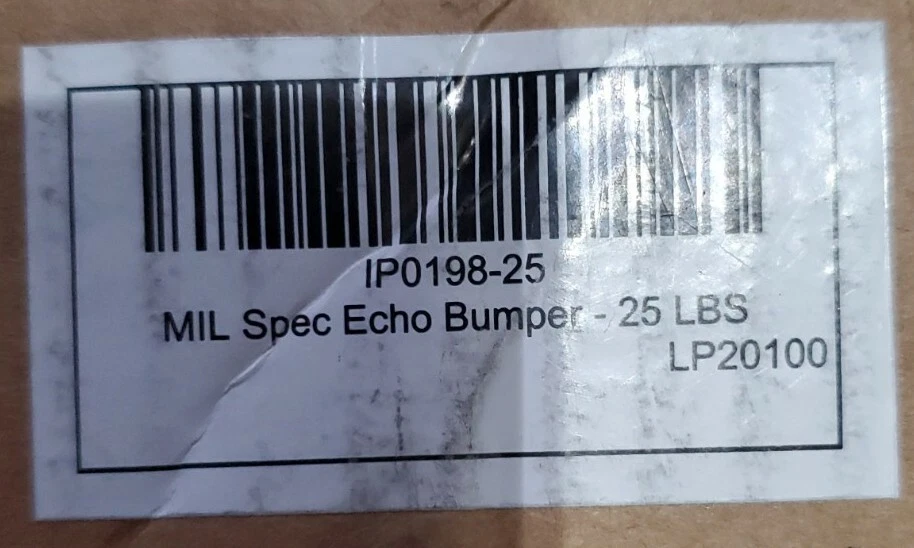 IP0198-25
MIL Spec Echo Bumper - 25 LBS
LP20100